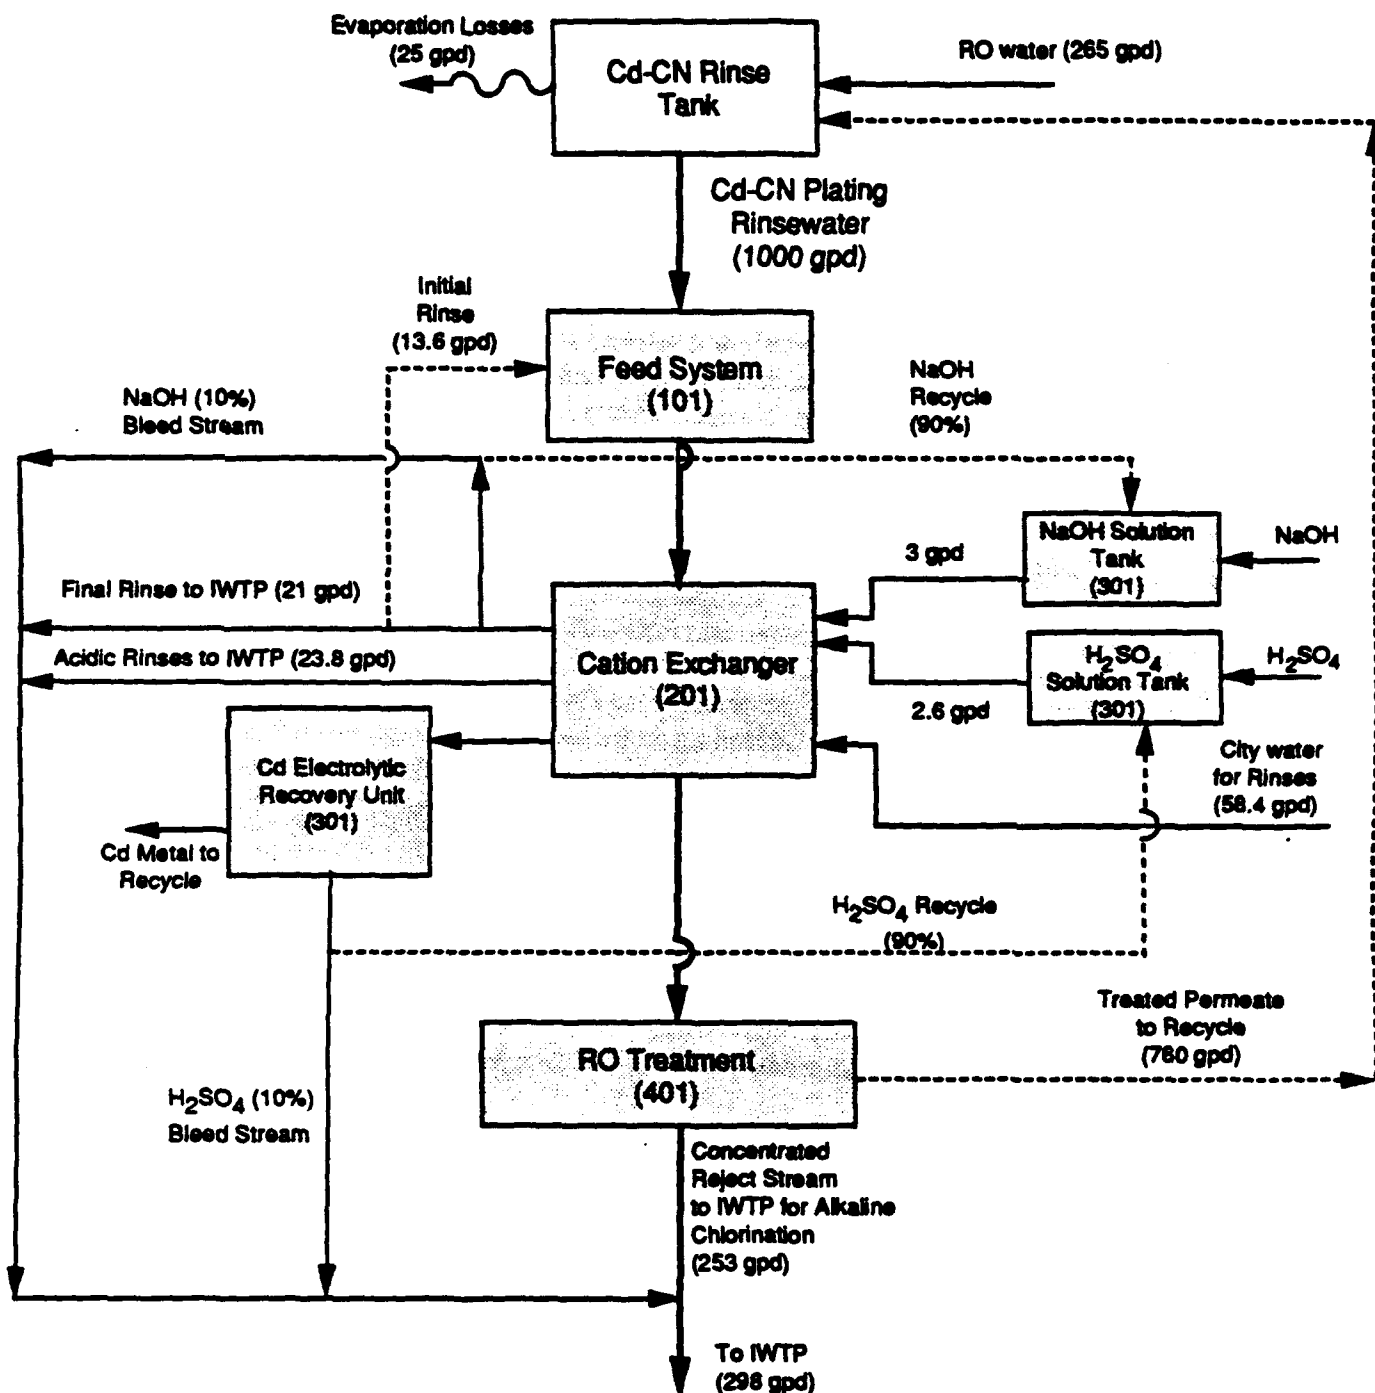 Evaporation Losses
(25 gpd)
Cd-CN Rinse
Tank
RO water (265 gpd)
Cd-CN Plating
Rinsewater
(1000 gpd)
Initial
Rinse
(13.6 gpd)
Feed System
(101)
NaOH
Recycle
(90%)
NaOH (10%)
Bleed Stream
NaOH Solution
Tank
(301)
NaOH
3 gpd
Final Rinse to IWTP (21 gpd)
Acidic Rinses to IWTP (23.8 gpd)
Cation Exchanger
(201)
H2SO4
Solution Tank
(301)
H2SO4
2.6 gpd
City water
for Rinses
(58.4 gpd)
Cd Electrolytic
Recovery Unit
(301)
Cd Metal to
Recycle
H2SO4 Recycle
(90%)
Treated Permeate
to Recycle
(760 gpd)
RO Treatment
(401)
H2SO4 (10%)
Bleed Stream
Concentrated
Reject Stream
to IWTP for Alkaline
Chlorination
(253 gpd)
To IWTP
(298 gpd)